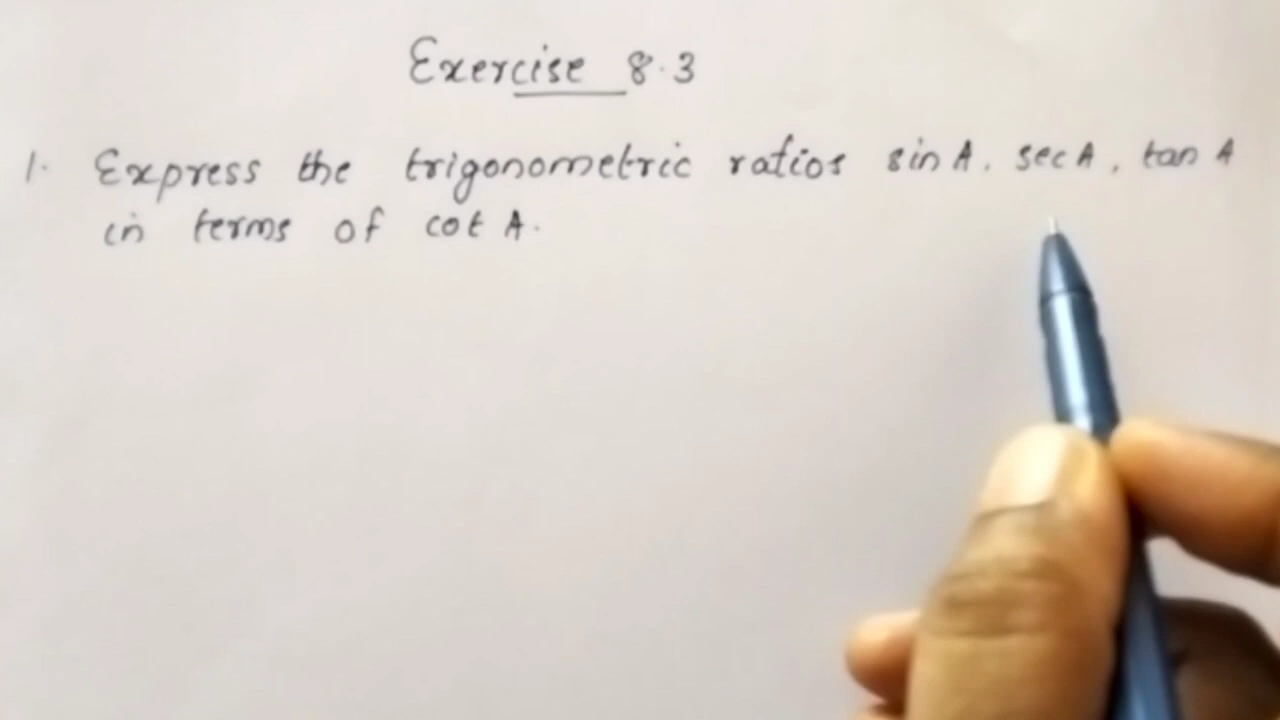 Exercise 8.3
1. Express the trigonometric ratios sin A, sec A, tan A
in terms of cot A.